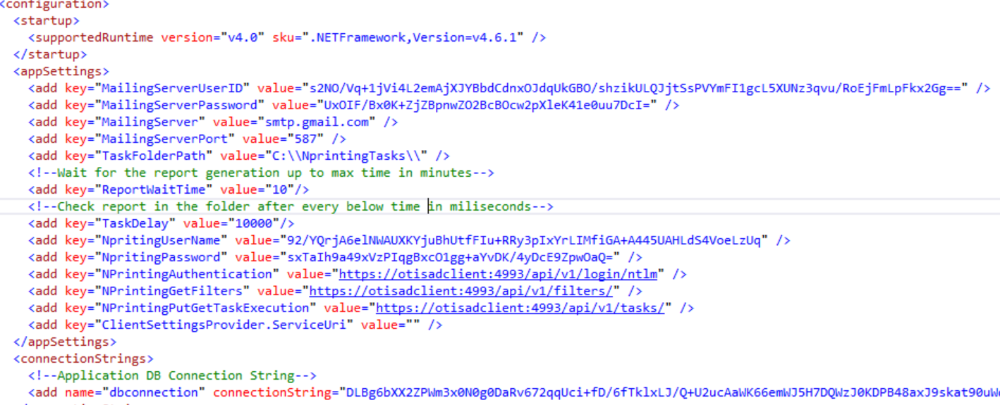 <configuration>
<startup>
<supportedRuntime version="v4.0" sku=".NETFramework,Version=v4.6.1" />
</startup>
<appSettings>
<add key="MailingServerUserID" value="s2NO/Vq+1jVi4L2emAjXJYBbdCdnxOJdqUkGBO/shzikULQJjtSsPVYmFI1gcL5XUNz3qvu/RoEjFmLpFkx2Gg==" />
<add key="MailingServerPassword" value="UxOIF/Bx0K+ZjZBpnwZO2BcBOcw2pXleK41e0uu7DcI=" />
<add key="MailingServer" value="smtp.gmail.com" />
<add key="MailingServerPort" value="587" />
<add key="TaskFolderPath" value="C:\\NprintingTasks\\" />
<!--Wait for the report generation up to max time in minutes-->
<add key="ReportWaitTime" value="10"/>
<!--Check report in the folder after every below time in miliseconds-->
<add key="TaskDelay" value="10000"/>
<add key="NpritingUserName" value="92/YQrjA6elNWAUXKYjuBhUtfFIu+RRy3pIxYrLIMfiGA+A445UAHLdS4VoeLzUq" />
<add key="NpritingPassword" value="sxTaIh9a49xVzPIqgBxcO1gg+aYvDK/4yDcE9ZpwOaQ=" />
<add key="NPrintingAuthentication" value="https://otisadclient:4993/api/v1/login/ntlm" />
<add key="NPrintingGetFilters" value="https://otisadclient:4993/api/v1/filters/" />
<add key="NPrintingPutGetTaskExecution" value="https://otisadclient:4993/api/v1/tasks/" />
<add key="ClientSettingsProvider.ServiceUri" value="" />
</appSettings>
<connectionStrings>
<!--Application DB Connection String-->
<add name="dbconnection" connectionString="DLBg6bXX2ZPWm3x0N0g0DaRv672qqUci+fD/6fTklxLJ/Q+U2ucAaWK66emWJ5H7DQWzJ0KDPB48axJ9skat90uW